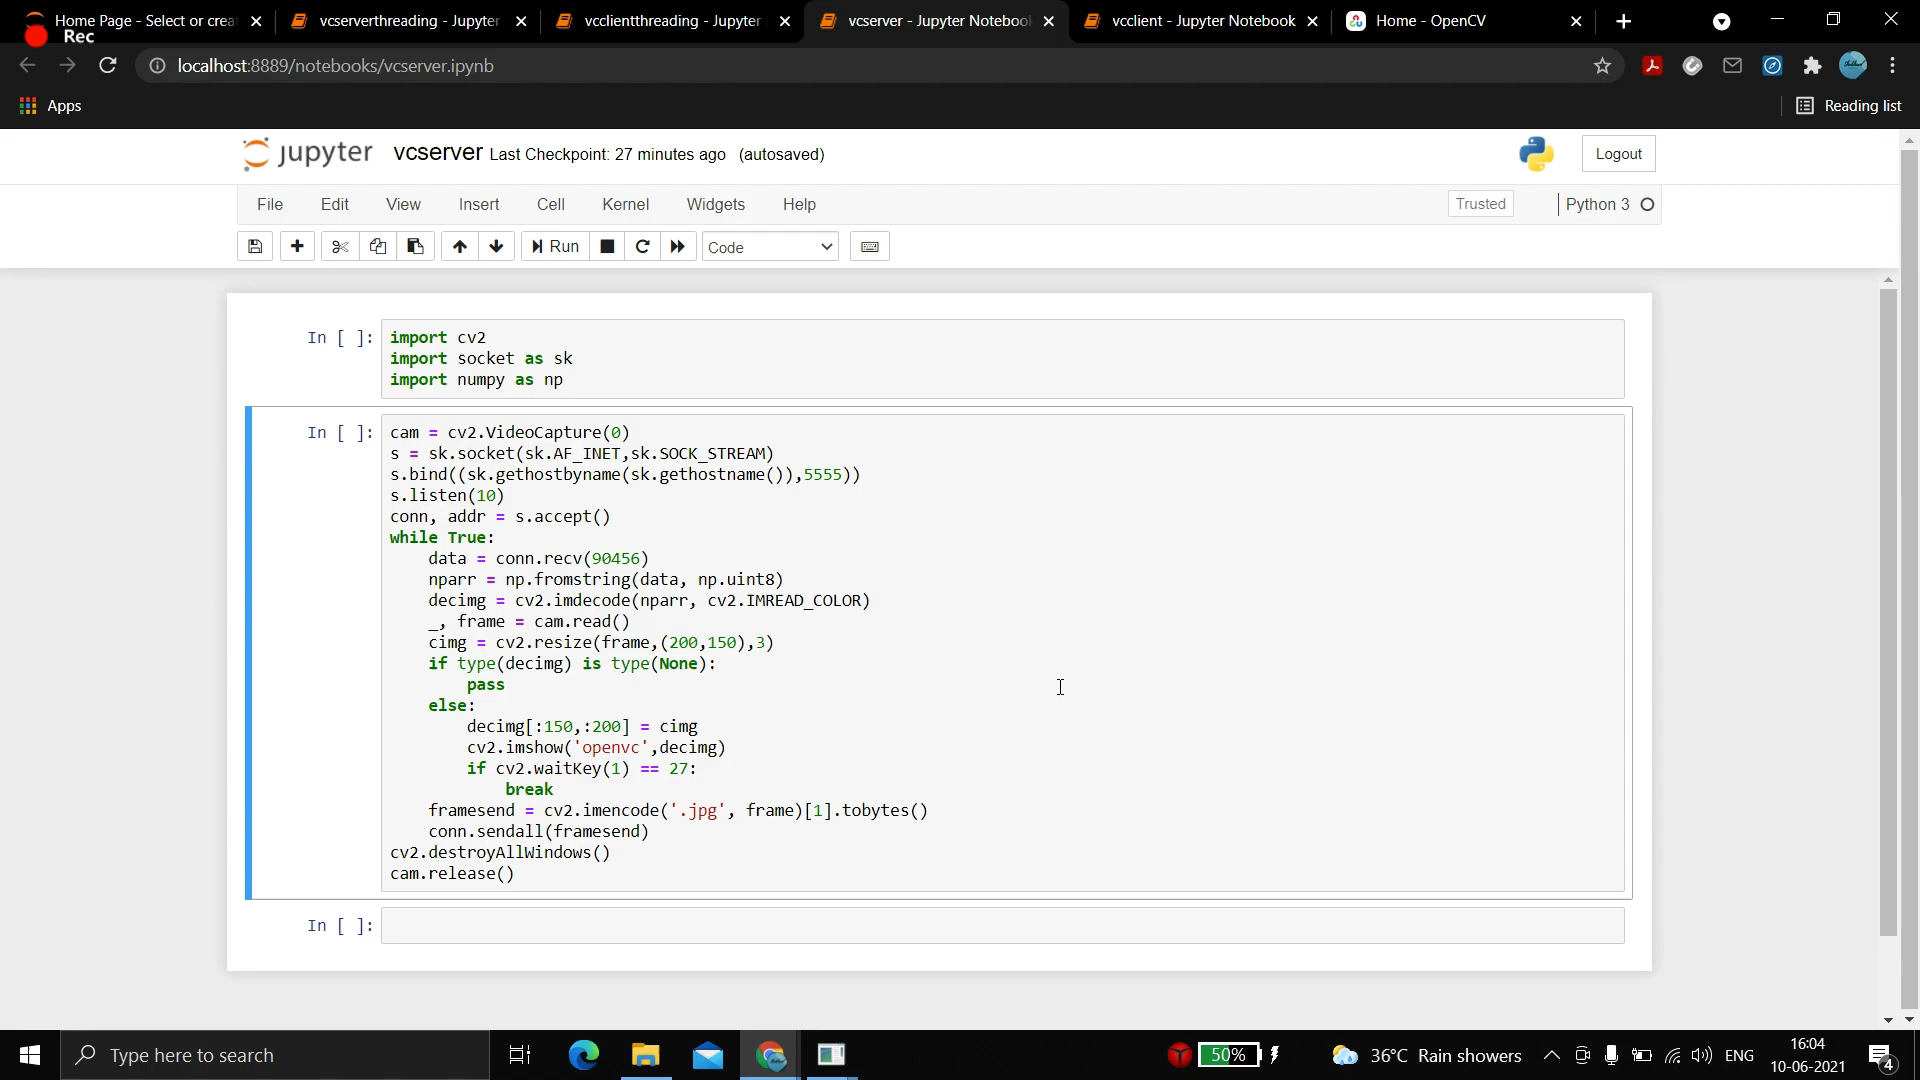 Home Page - Select or crea
vcserverthreading - Jupyter
vcclientthreading - Jupyter
vcserver - Jupyter Notebook
vcclient - Jupyter Notebook
Home - OpenCV
Rec
localhost:8889/notebooks/vcserver.ipynb
Apps
Reading list
jupyter vcserver Last Checkpoint: 27 minutes ago (autosaved)
Logout
File Edit View Insert Cell Kernel Widgets Help
Trusted
Python 3
Run
Code
In [ ]:
import cv2
import socket as sk
import numpy as np
In [ ]:
cam = cv2.VideoCapture(0)
s = sk.socket(sk.AF_INET,sk.SOCK_STREAM)
s.bind((sk.gethostbyname(sk.gethostname()),5555))
s.listen(10)
conn, addr = s.accept()
while True:
    data = conn.recv(90456)
    nparr = np.fromstring(data, np.uint8)
    decimg = cv2.imdecode(nparr, cv2.IMREAD_COLOR)
    _, frame = cam.read()
    cimg = cv2.resize(frame,(200,150),3)
    if type(decimg) is type(None):
        pass
    else:
        decimg[:150,:200] = cimg
        cv2.imshow('openvc',decimg)
        if cv2.waitKey(1) == 27:
            break
    framesend = cv2.imencode('.jpg', frame)[1].tobytes()
    conn.sendall(framesend)
cv2.destroyAllWindows()
cam.release()
In [ ]:
Type here to search
50%
36°C Rain showers
ENG
16:04
10-06-2021
4